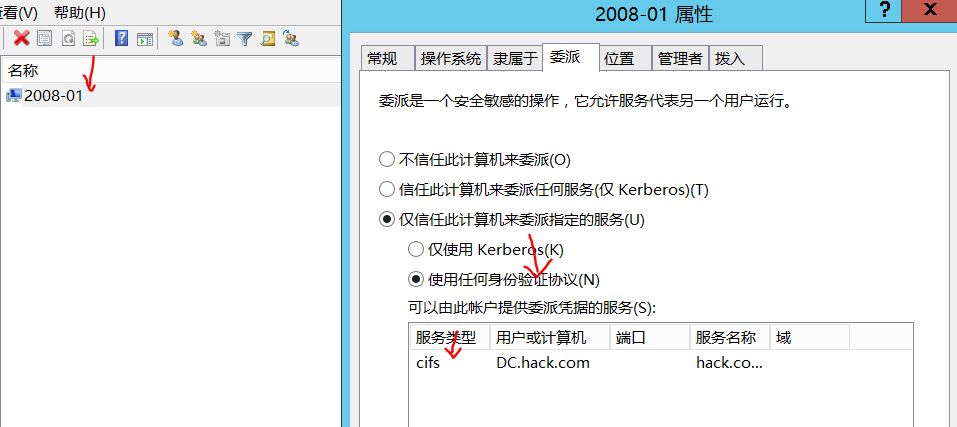 查看(V) 帮助(H)
名称
2008-01
2008-01 属性
? X
常规 操作系统 隶属于 委派 位置 管理者 拨入
委派是一个安全敏感的操作，它允许服务代表另一个用户运行。
不信任此计算机来委派(O)
信任此计算机来委派任何服务(仅 Kerberos)(T)
仅信任此计算机来委派指定的服务(U)
仅使用 Kerberos(K)
使用任何身份验证协议(N)
可以由此帐户提供委派凭据的服务(S):
服务类型 用户或计算机 端口 服务名称 域
cifs DC.hack.com hack.co...